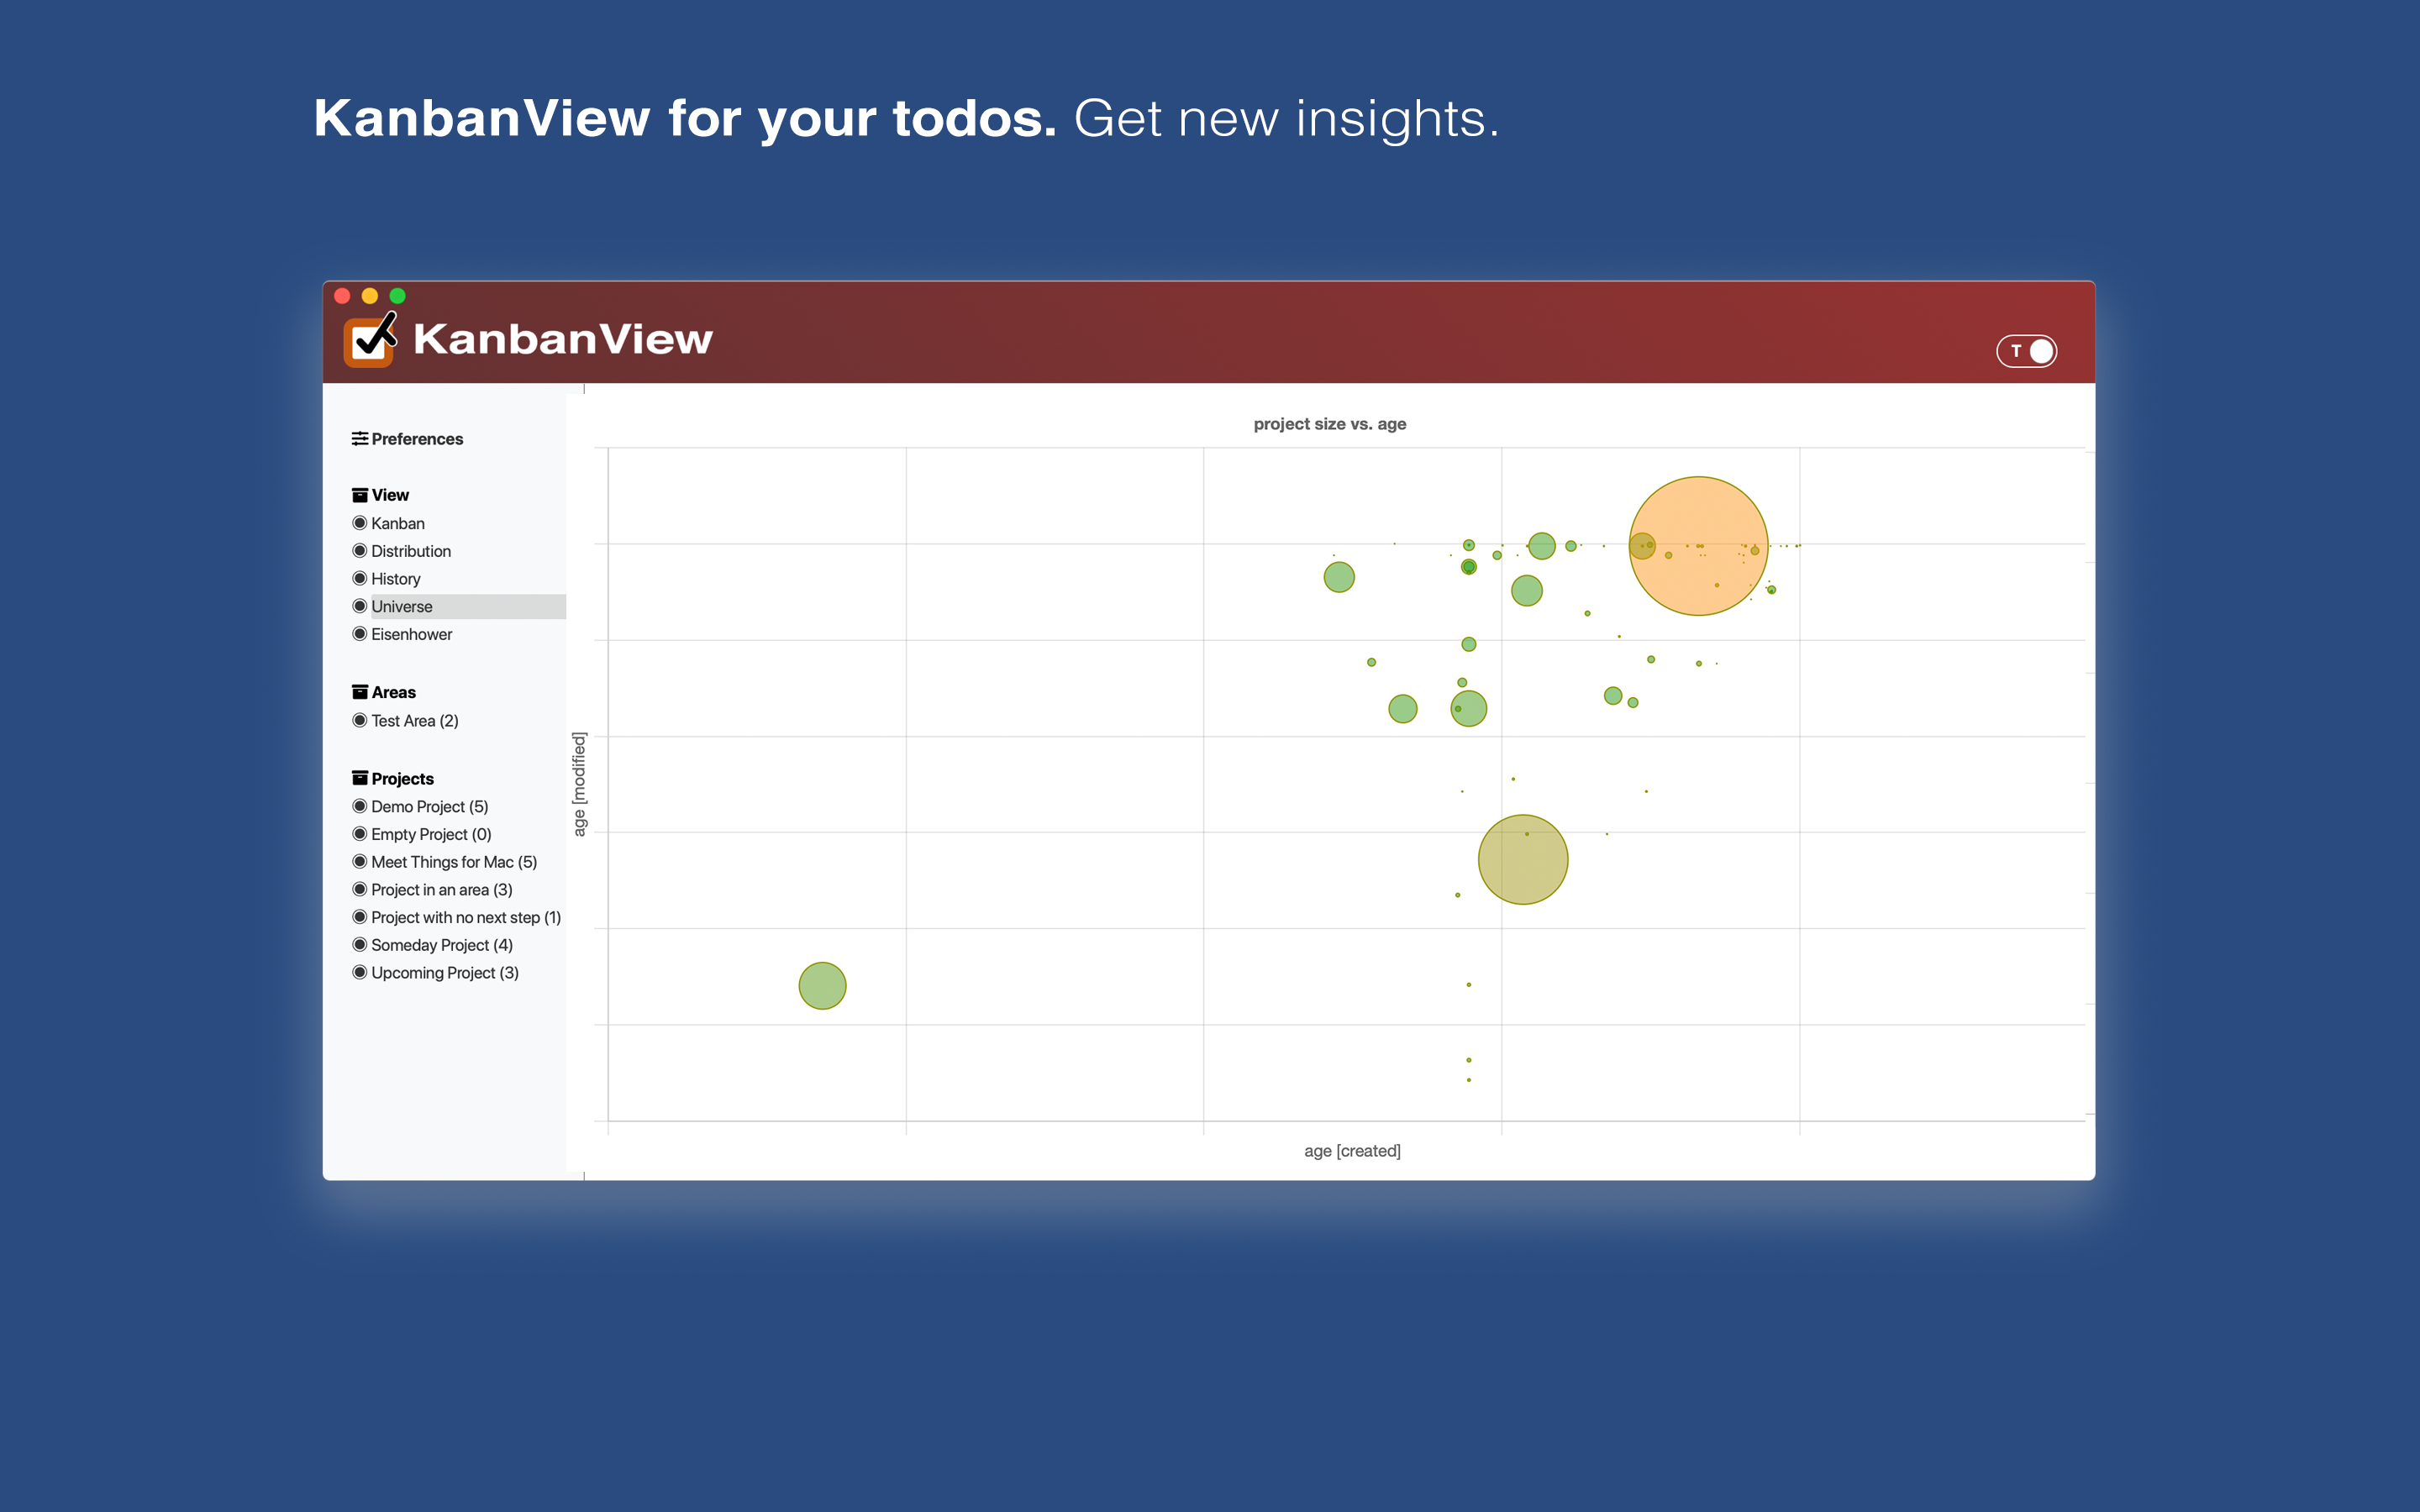 KanbanView for your todos. Get new insights.
KanbanView
T
Preferences
View
Kanban
Distribution
History
Universe
Eisenhower
Areas
Test Area (2)
Projects
Demo Project (5)
Empty Project (0)
Meet Things for Mac (5)
Project in an area (3)
Project with no next step (1)
Someday Project (4)
Upcoming Project (3)
project size vs. age
age [modified]
age [created]